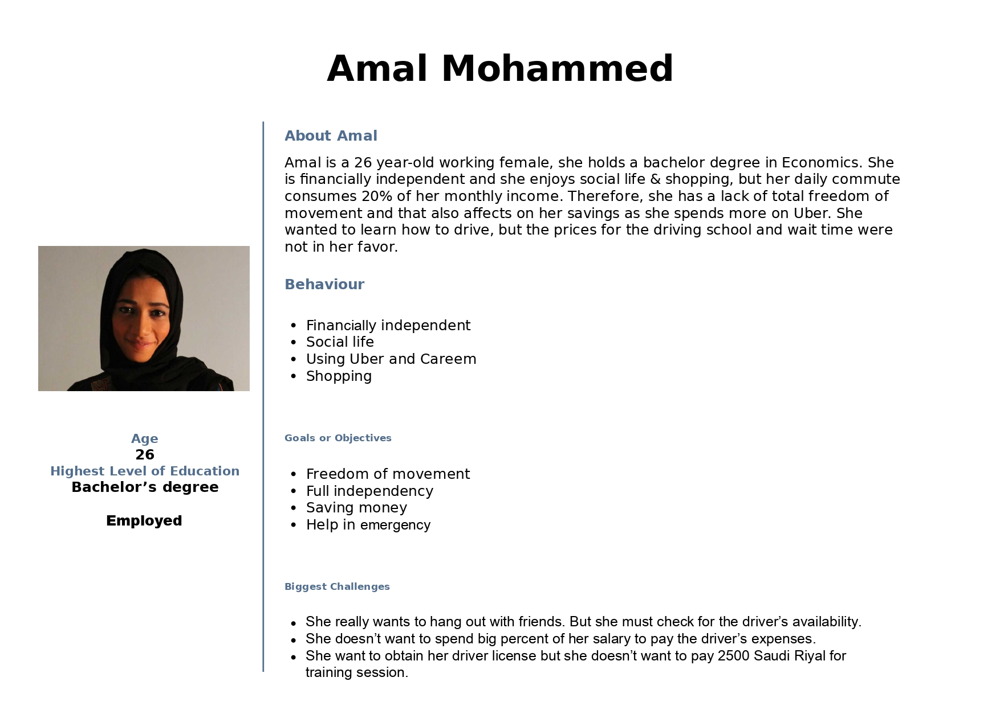 Amal Mohammed
About Amal
Amal is a 26 year-old working female, she holds a bachelor degree in Economics. She
is financially independent and she enjoys social life & shopping, but her daily commute
consumes 20% of her monthly income. Therefore, she has a lack of total freedom of
movement and that also affects on her savings as she spends more on Uber. She
wanted to learn how to drive, but the prices for the driving school and wait time were
not in her favor.
Behaviour
• Financially independent
• Social life
• Using Uber and Careem
• Shopping
Age
26
Highest Level of Education
Bachelor’s degree
Employed
Goals or Objectives
• Freedom of movement
• Full independency
• Saving money
• Help in emergency
Biggest Challenges
• She really wants to hang out with friends. But she must check for the driver’s availability.
• She doesn’t want to spend big percent of her salary to pay the driver’s expenses.
• She want to obtain her driver license but she doesn’t want to pay 2500 Saudi Riyal for
training session.